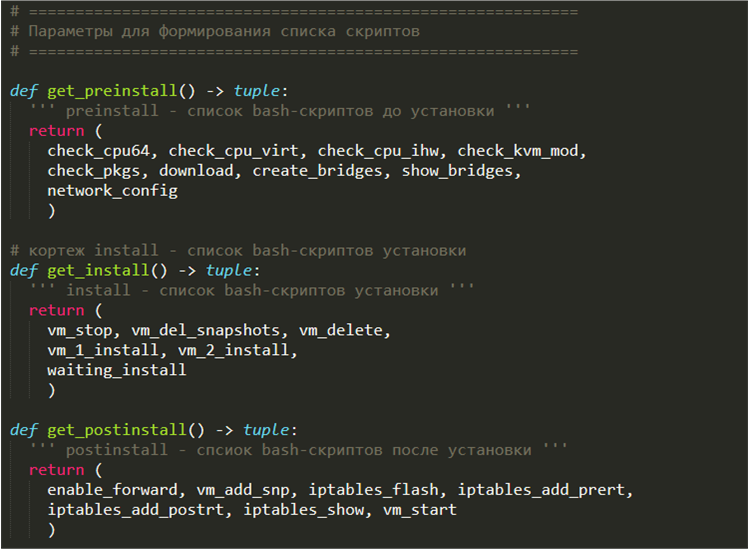 # ===========================================================
# Параметры для формирования списка скриптов
# ===========================================================
def get_preinstall() -> tuple:
''' preinstall - список bash-скриптов до установки '''
return (
check_cpu64, check_cpu_virt, check_cpu_ihw, check_kvm_mod,
check_pkgs, download, create_bridges, show_bridges,
network_config
)
# кортеж install - список bash-скриптов установки
def get_install() -> tuple:
''' install - список bash-скриптов установки '''
return (
vm_stop, vm_del_snapshots, vm_delete,
vm_1_install, vm_2_install,
waiting_install
)
def get_postinstall() -> tuple:
''' postinstall - спсиок bash-скриптов после установки '''
return (
enable_forward, vm_add_snp, iptables_flash, iptables_add_prert,
iptables_add_postrt, iptables_show, vm_start
)